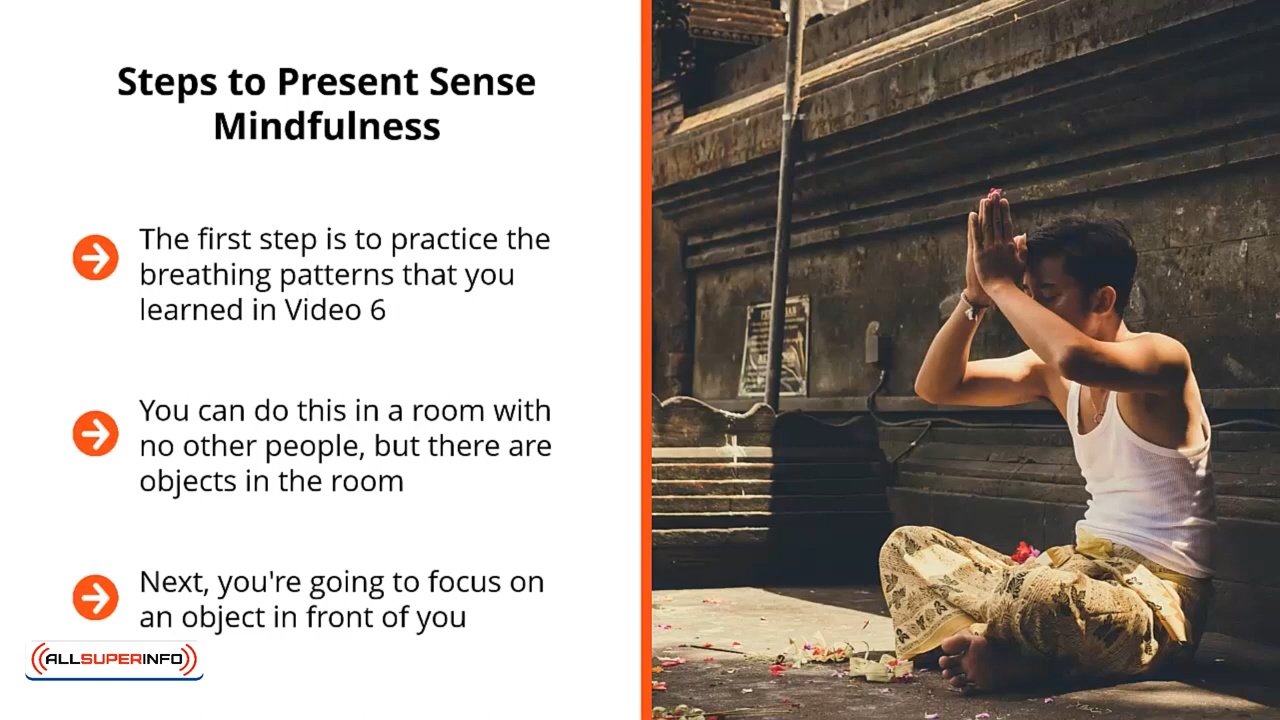 Steps to Present Sense
Mindfulness
The first step is to practice the
breathing patterns that you
learned in Video 6
You can do this in a room with
no other people, but there are
objects in the room
Next, you're going to focus on
an object in front of you
ALLSUPERINFO